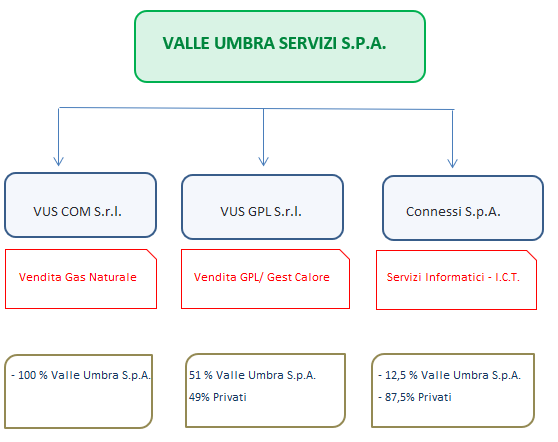 VALLE UMBRA SERVIZI S.P.A.
VUS COM S.r.l.
VUS GPL S.r.l.
Connessi S.p.A.
Vendita Gas Naturale
Vendita GPL/ Gest Calore
Servizi Informatici - I.C.T.
- 100 % Valle Umbra S.p.A.
51 % Valle Umbra S.p.A.
49% Privati
- 12,5 % Valle Umbra S.p.A.
- 87,5% Privati